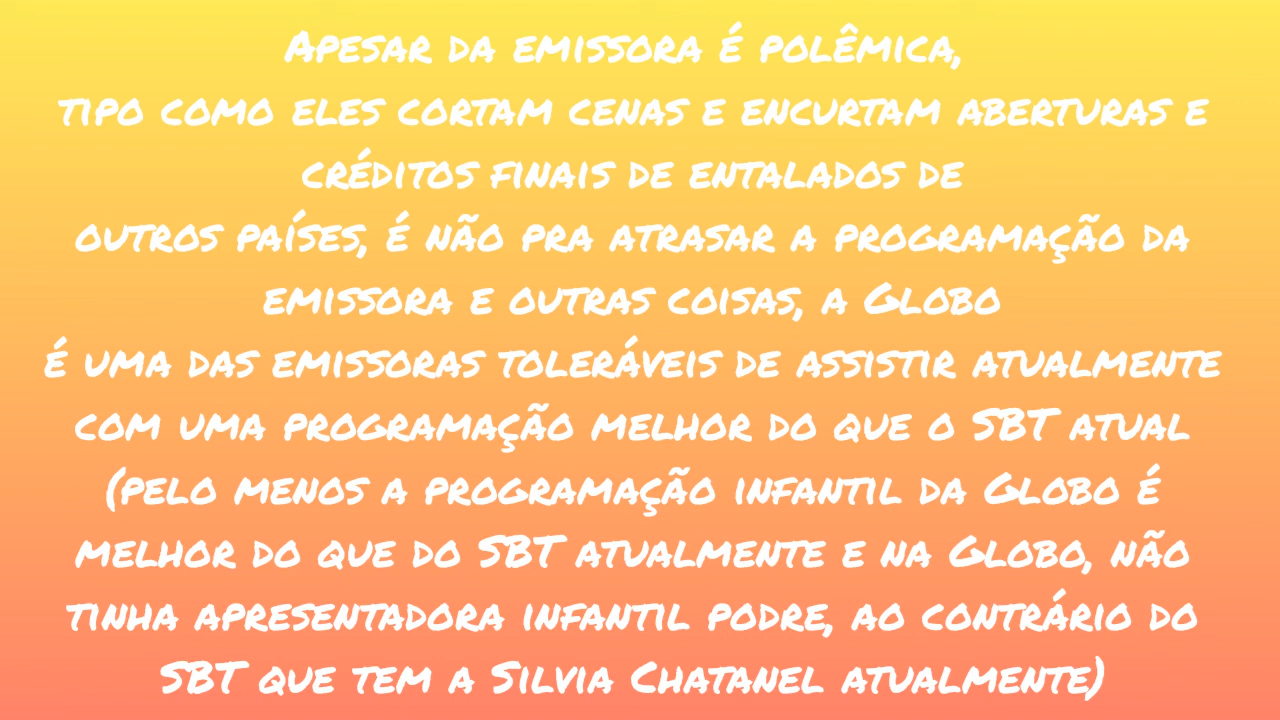 Apesar da emissora é polêmica,
tipo como eles cortam cenas e encurtam aberturas e
créditos finais de entalados de
outros países, é não pra atrasar a programação da
emissora e outras coisas, a Globo
é uma das emissoras toleráveis de assistir atualmente
com uma programação melhor do que o SBT atual
(pelo menos a programação infantil da Globo é
melhor do que do SBT atualmente e na Globo, não
tinha apresentadora infantil podre, ao contrário do
SBT que tem a Silvia Chatanel atualmente)